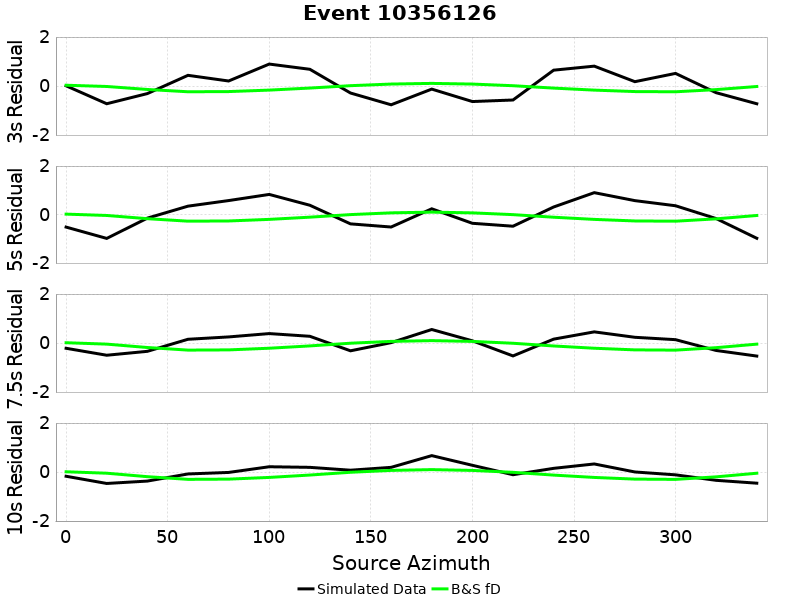 Event 10356126
3s Residual
2
0
-2
5s Residual
2
0
-2
7.5s Residual
2
0
-2
10s Residual
2
0
-2
0 50 100 150 200 250 300
Source Azimuth
Simulated Data B&S fD